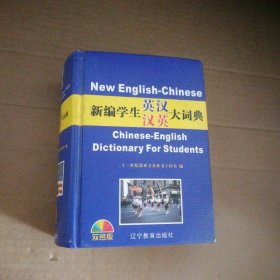 New English-Chinese
新编学生英汉汉英大词典
Chinese-English
Dictionary For Students
双色版
辽宁教育出版社